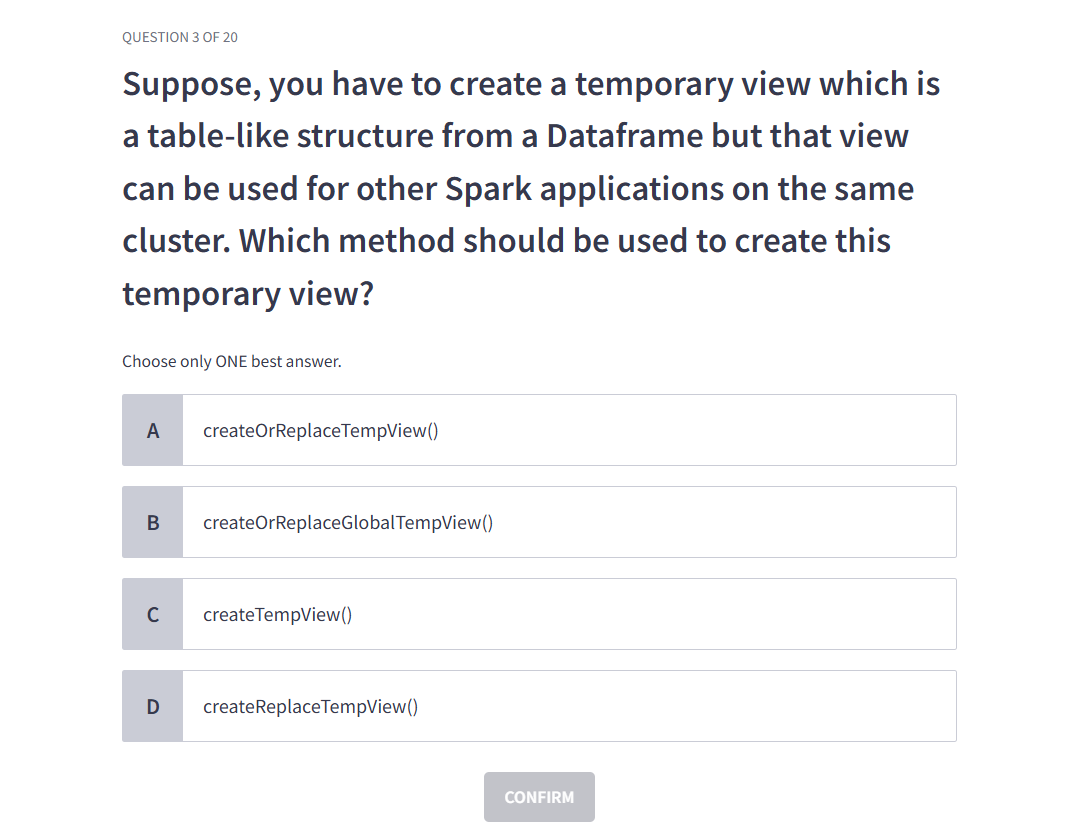 QUESTION 3 OF 20
Suppose, you have to create a temporary view which is
a table-like structure from a Dataframe but that view
can be used for other Spark applications on the same
cluster. Which method should be used to create this
temporary view?
Choose only ONE best answer.
A createOrReplaceTempView()
B createOrReplaceGlobalTempView()
C createTempView()
D createReplaceTempView()
CONFIRM